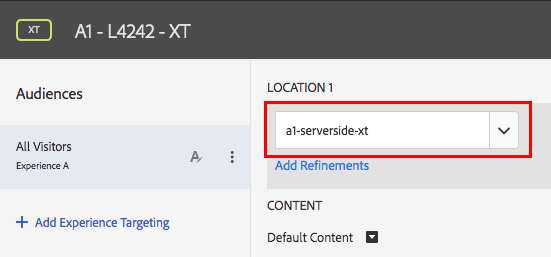 XT
A1 - L4242 - XT
Audiences
All Visitors
Experience A
+ Add Experience Targeting
LOCATION 1
a1-serverside-xt
Add Refinements
CONTENT
Default Content